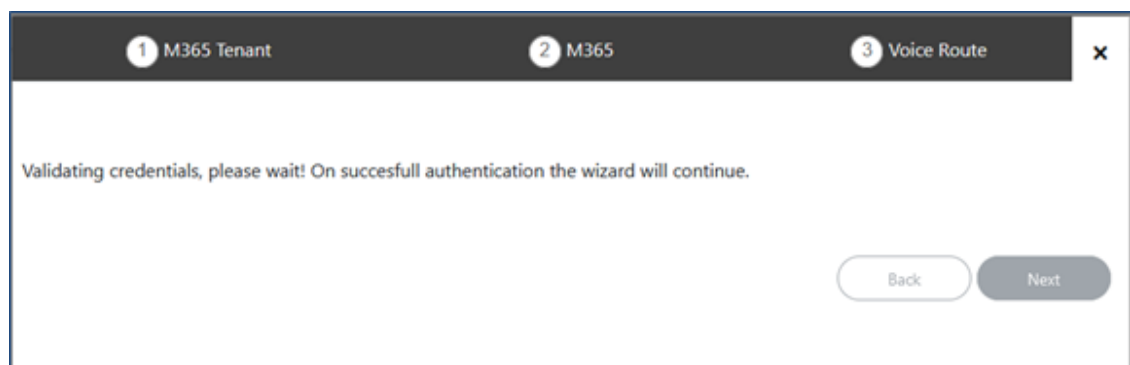 1 M365 Tenant 2 M365 3 Voice Route ×
Validating credentials, please wait! On succesfull authentication the wizard will continue.
Back Next